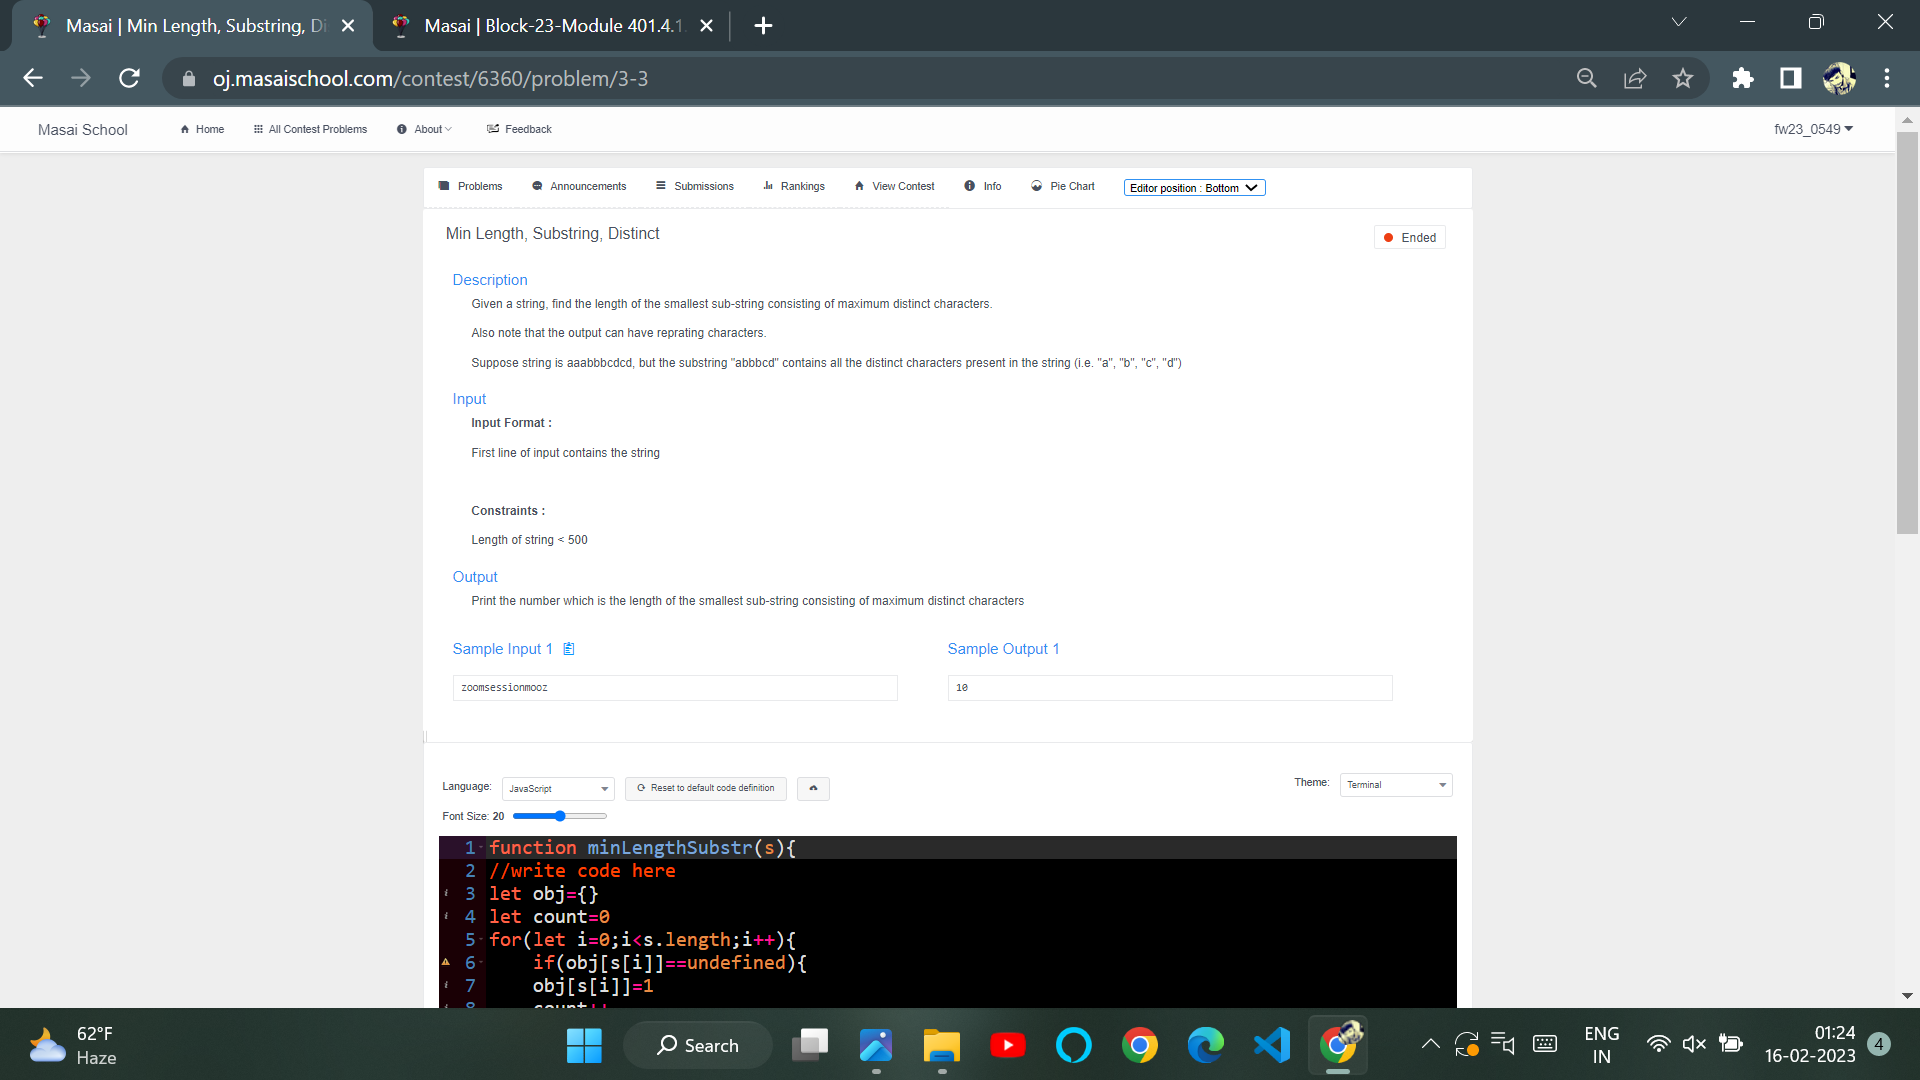 Masai | Min Length, Substring, Di
Masai | Block-23-Module 401.4.1
oj.masaischool.com/contest/6360/problem/3-3
Masai School
Home
All Contest Problems
About
Feedback
fw23_0549
Problems
Announcements
Submissions
Rankings
View Contest
Info
Pie Chart
Editor position : Bottom
Min Length, Substring, Distinct
Ended
Description
Given a string, find the length of the smallest sub-string consisting of maximum distinct characters.
Also note that the output can have reprating characters.
Suppose string is aaabbbcdcd, but the substring "abbbcd" contains all the distinct characters present in the string (i.e. "a", "b", "c", "d")
Input
Input Format :
First line of input contains the string
Constraints :
Length of string < 500
Output
Print the number which is the length of the smallest sub-string consisting of maximum distinct characters
Sample Input 1
Sample Output 1
zoomsessionmooz
10
Language:
JavaScript
Reset to default code definition
Theme:
Terminal
Font Size: 20
1 function minLengthSubstr(s){
2 //write code here
3 let obj={}
4 let count=0
5 for(let i=0;i<s.length;i++){
6 if(obj[s[i]]==undefined){
7 obj[s[i]]=1
8 count++
62°F
Haze
Search
ENG
IN
01:24
16-02-2023
4